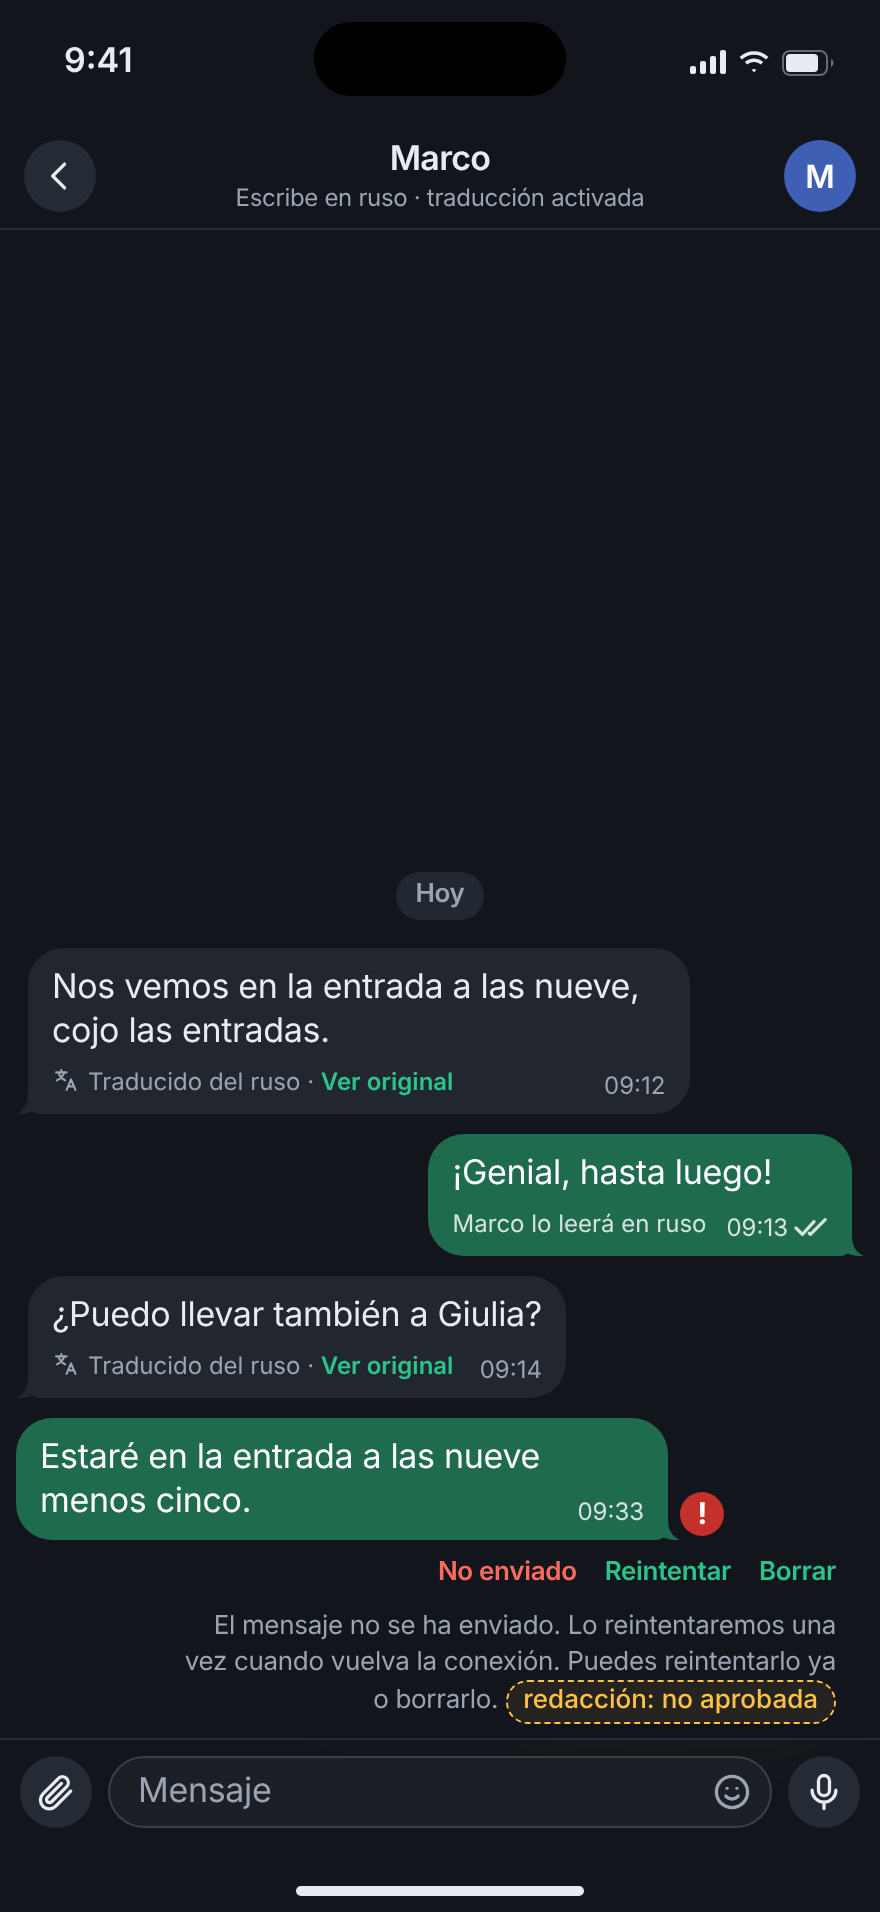 9:41
Marco
Escribe en ruso · traducción activada
M
Hoy
Nos vemos en la entrada a las nueve,
cojo las entradas.
Traducido del ruso · Ver original 09:12
¡Genial, hasta luego!
Marco lo leerá en ruso 09:13
¿Puedo llevar también a Giulia?
Traducido del ruso · Ver original 09:14
Estaré en la entrada a las nueve
menos cinco. 09:33
!
No enviado Reintentar Borrar
El mensaje no se ha enviado. Lo reintentaremos una
vez cuando vuelva la conexión. Puedes reintentarlo ya
o borrarlo. redacción: no aprobada
Mensaje